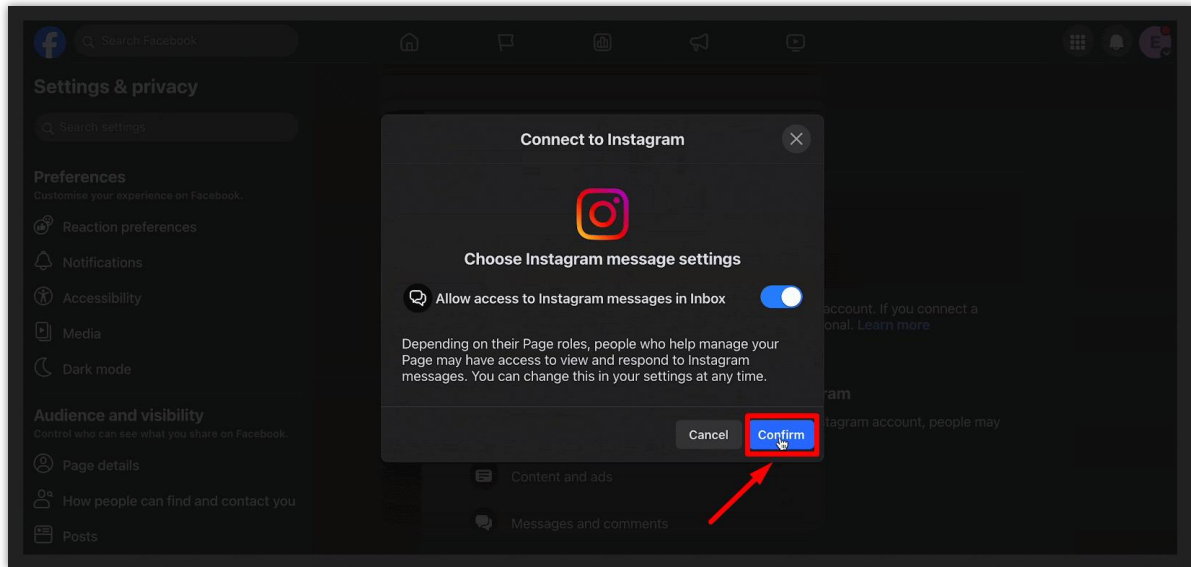 Search Facebook
E
Settings & privacy
Search settings
Preferences
Customise your experience on Facebook.
Reaction preferences
Notifications
Accessibility
Media
Dark mode
Audience and visibility
Control who can see what you share on Facebook.
Page details
How people can find and contact you
Posts
Connect to Instagram
Choose Instagram message settings
Allow access to Instagram messages in Inbox
Depending on their Page roles, people who help manage your
Page may have access to view and respond to Instagram
messages. You can change this in your settings at any time.
Cancel
Confirm
account. If you connect a
onal. Learn more
ram
tagram account, people may
Content and ads
Messages and comments